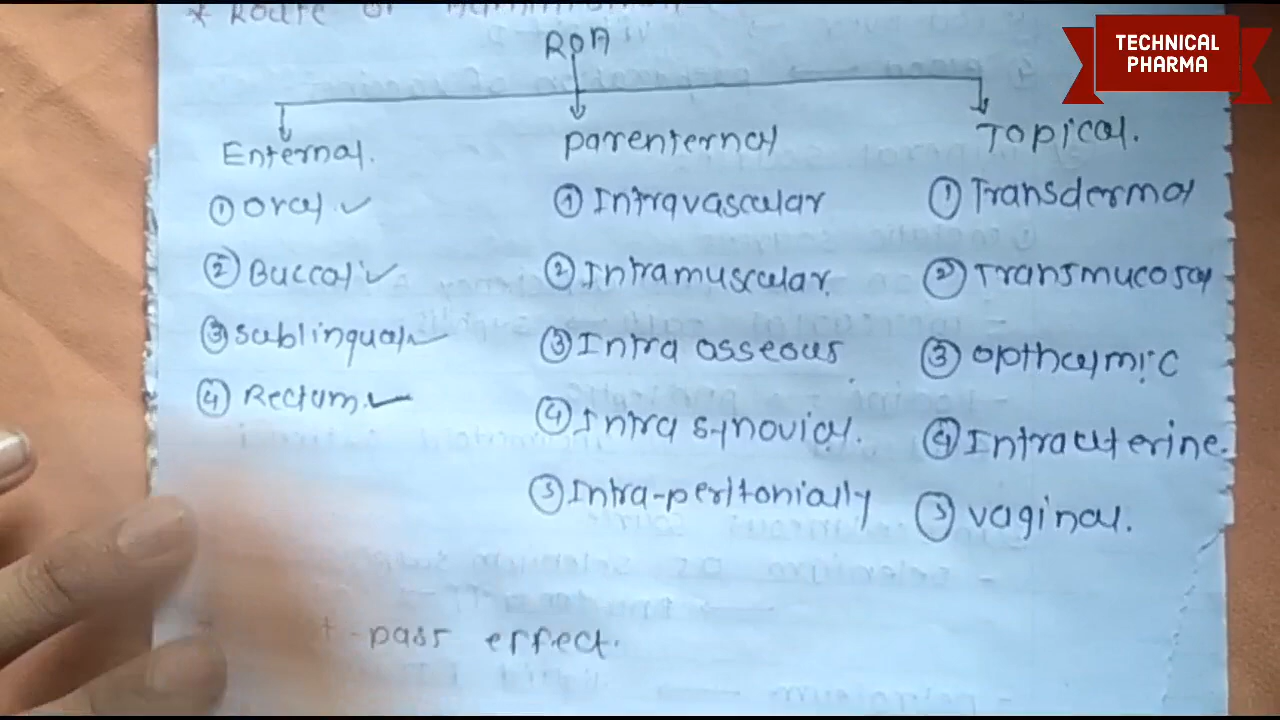 * Route of
ROA
TECHNICAL
PHARMA
Enternal.
① Oral ✓
② Buccal ✓
③ Sublingual ✓
④ Rectum. ✓
parenternal
① Intravascular
② Intramuscular.
③ Intra osseous
④ Intra synovial.
⑤ Intra-peritonially
Topical.
① Transdermal
② Transmucosal
③ opthalmic
④ Intrauterine.
⑤ vaginal.
-pass effect.